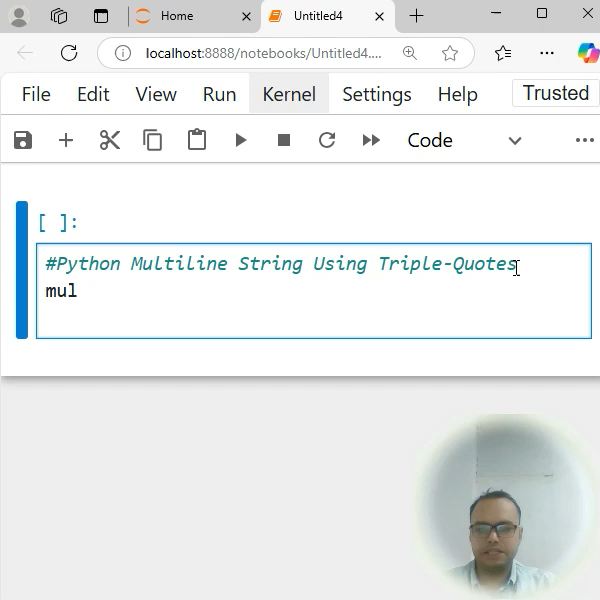 Home
Untitled4
localhost:8888/notebooks/Untitled4....
File Edit View Run Kernel Settings Help Trusted
Code
[ ]:
#Python Multiline String Using Triple-Quotes
mul